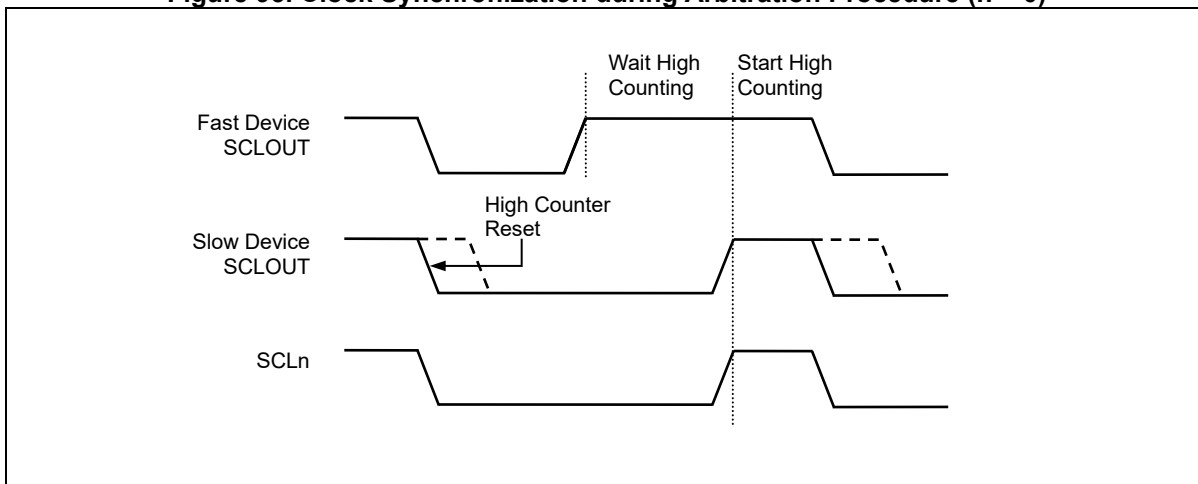 Wait High
Counting
Start High
Counting
Fast Device
SCLOUT
High Counter
Reset
Slow Device
SCLOUT
SCLn